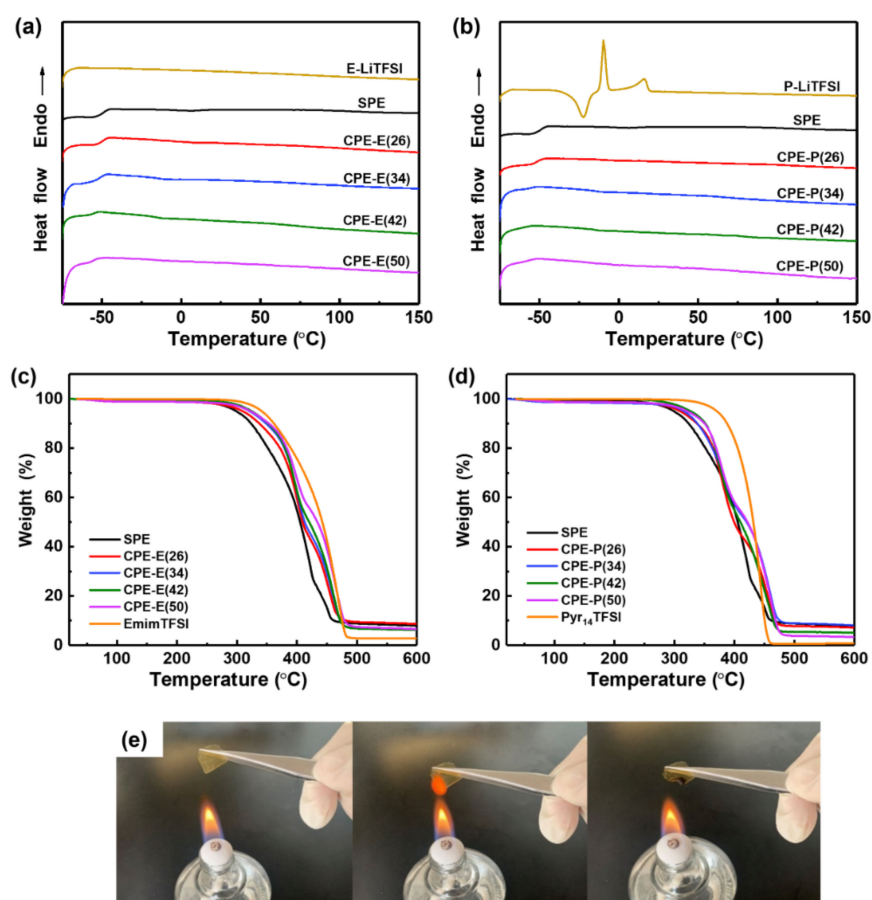 (a)
E-LiTFSI
SPE
CPE-E(26)
CPE-E(34)
CPE-E(42)
CPE-E(50)
Heat flow Endo →
-50 0 50 100 150
Temperature (°C)
(b)
P-LiTFSI
SPE
CPE-P(26)
CPE-P(34)
CPE-P(42)
CPE-P(50)
Heat flow Endo →
-50 0 50 100 150
Temperature (°C)
(c)
100
80
60
40
20
0
Weight (%)
SPE
CPE-E(26)
CPE-E(34)
CPE-E(42)
CPE-E(50)
EmimTFSI
100 200 300 400 500 600
Temperature (°C)
(d)
100
80
60
40
20
0
Weight (%)
SPE
CPE-P(26)
CPE-P(34)
CPE-P(42)
CPE-P(50)
Pyr₁₄TFSI
100 200 300 400 500 600
Temperature (°C)
(e)